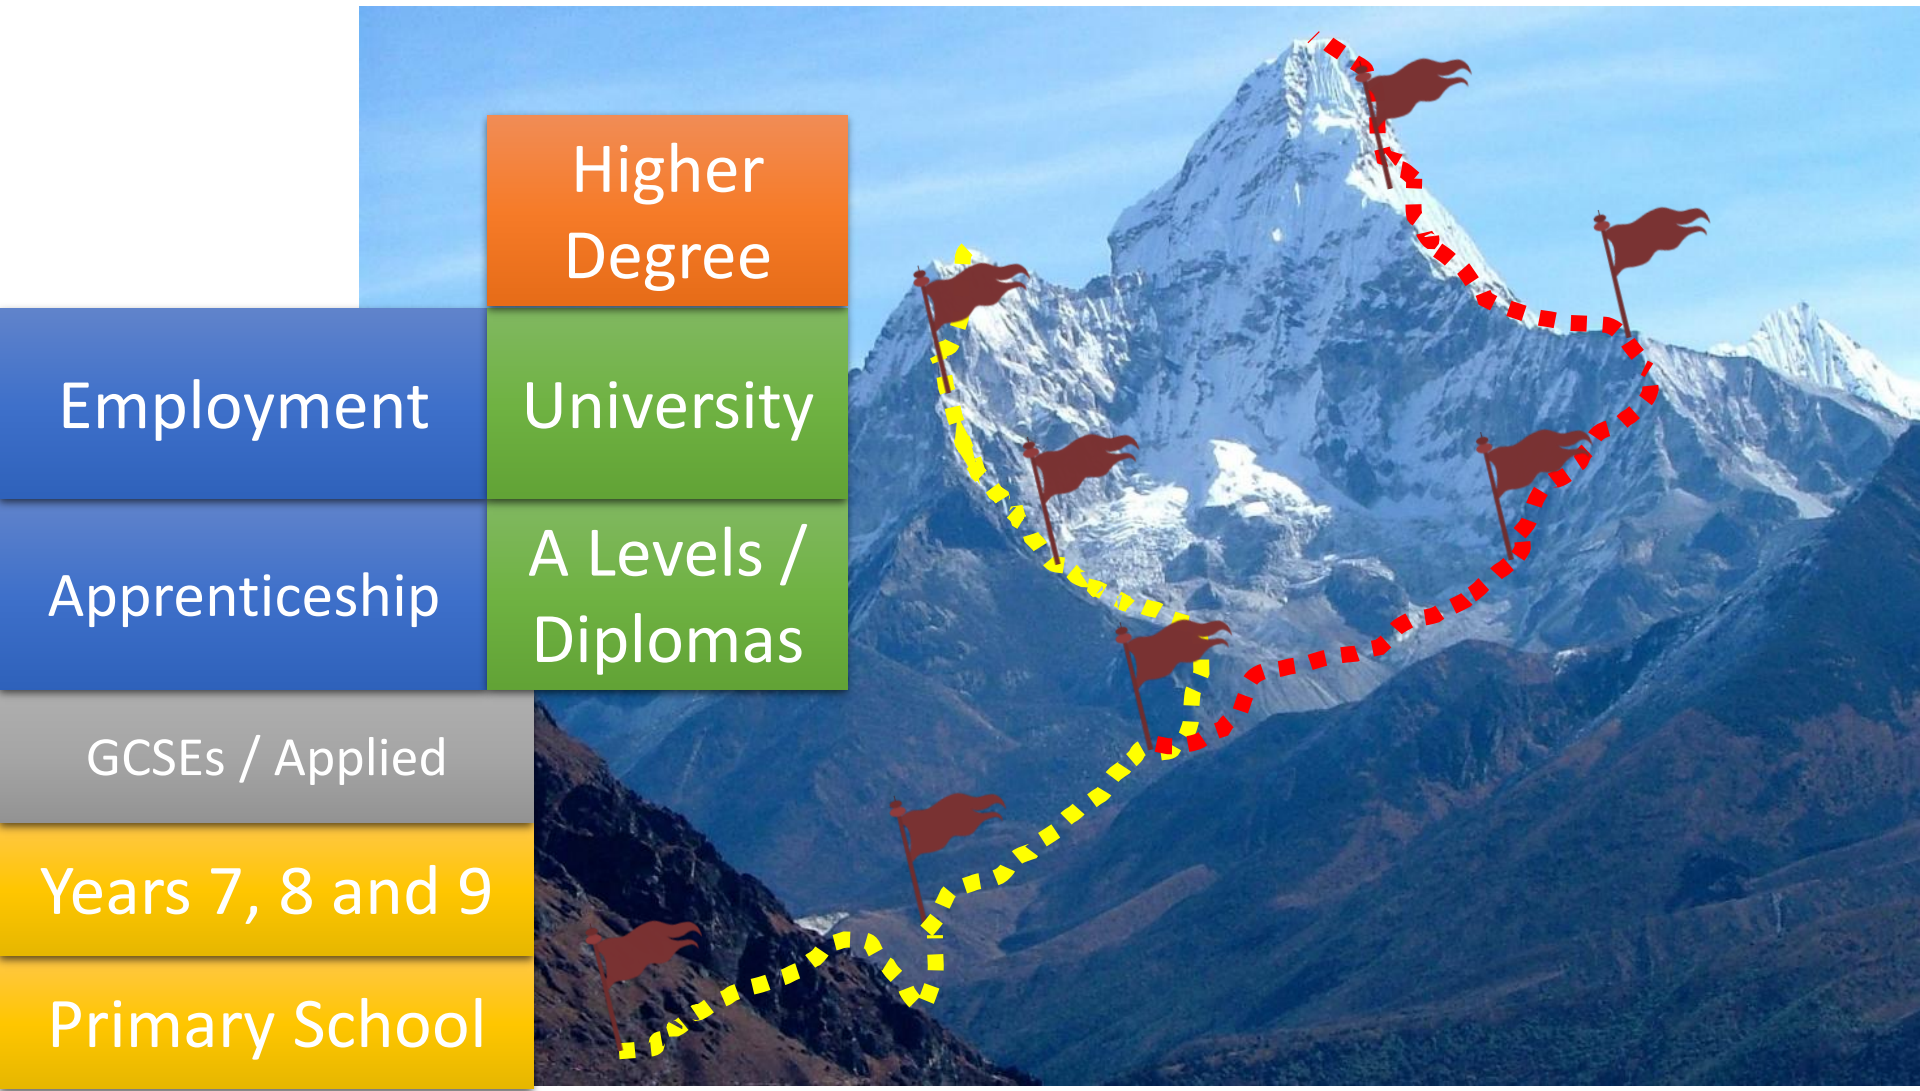 Higher
Degree
Employment
University
Apprenticeship
A Levels /
Diplomas
GCSEs / Applied
Years 7, 8 and 9
Primary School